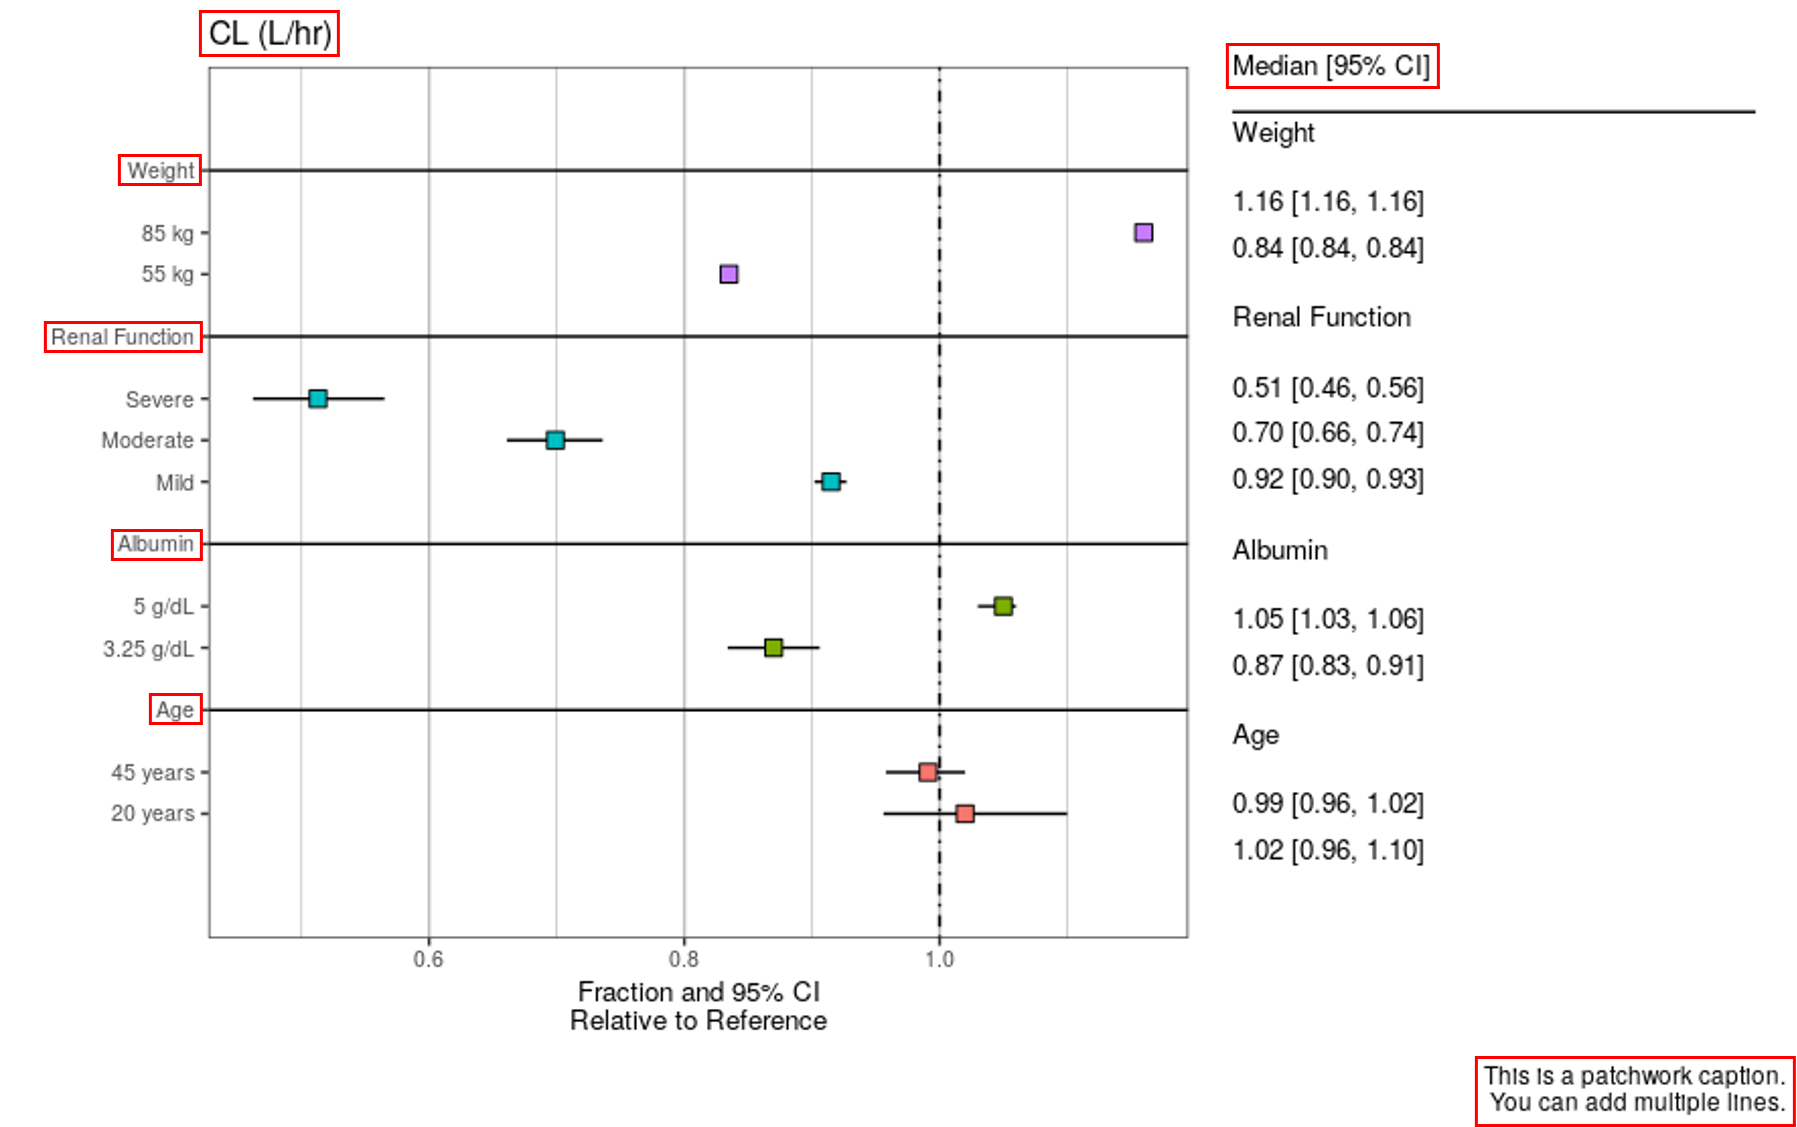 CL (L/hr)
Weight
85 kg
55 kg
Renal Function
Severe
Moderate
Mild
Albumin
5 g/dL
3.25 g/dL
Age
45 years
20 years
0.6 0.8 1.0
Fraction and 95% CI
Relative to Reference
Median [95% CI]
Weight
1.16 [1.16, 1.16]
0.84 [0.84, 0.84]
Renal Function
0.51 [0.46, 0.56]
0.70 [0.66, 0.74]
0.92 [0.90, 0.93]
Albumin
1.05 [1.03, 1.06]
0.87 [0.83, 0.91]
Age
0.99 [0.96, 1.02]
1.02 [0.96, 1.10]
This is a patchwork caption.
You can add multiple lines.